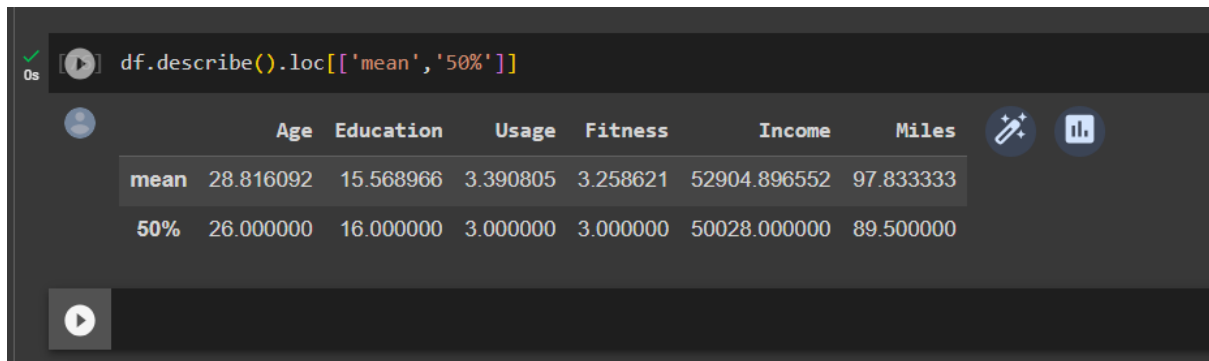 0s [ ] df.describe().loc[['mean','50%']]
Age Education Usage Fitness Income Miles
mean 28.816092 15.568966 3.390805 3.258621 52904.896552 97.833333
50% 26.000000 16.000000 3.000000 3.000000 50028.000000 89.500000